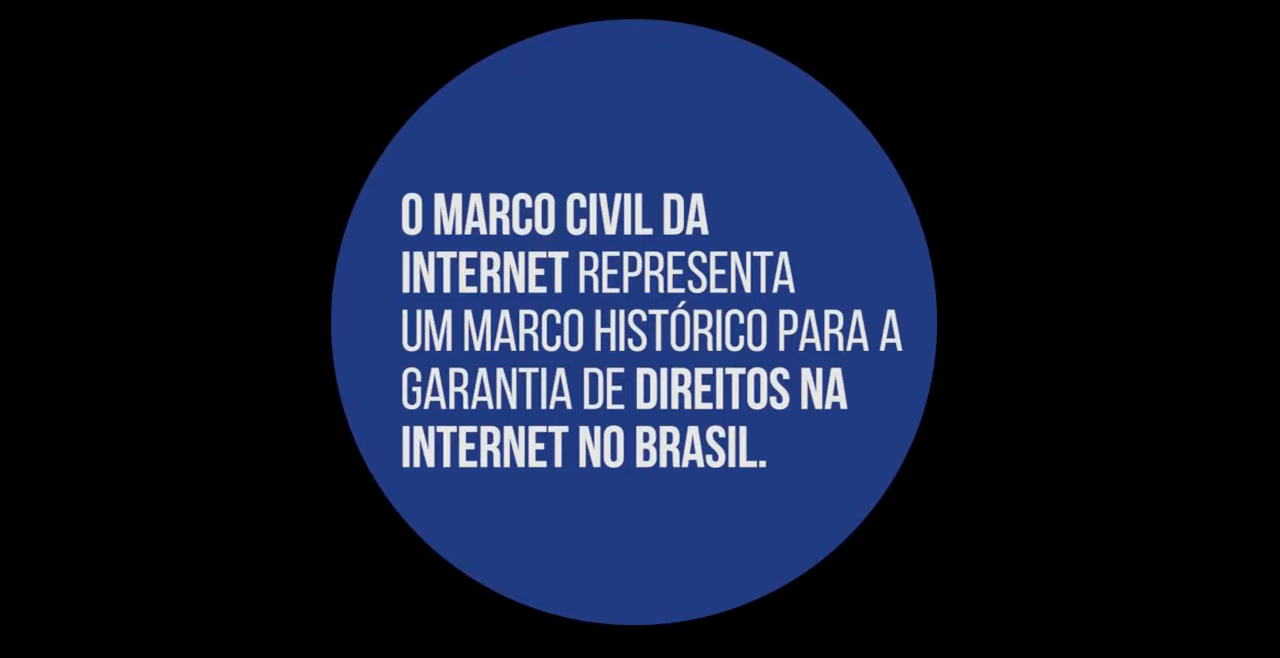 O MARCO CIVIL DA
INTERNET REPRESENTA
UM MARCO HISTÓRICO PARA A
GARANTIA DE DIREITOS NA
INTERNET NO BRASIL.